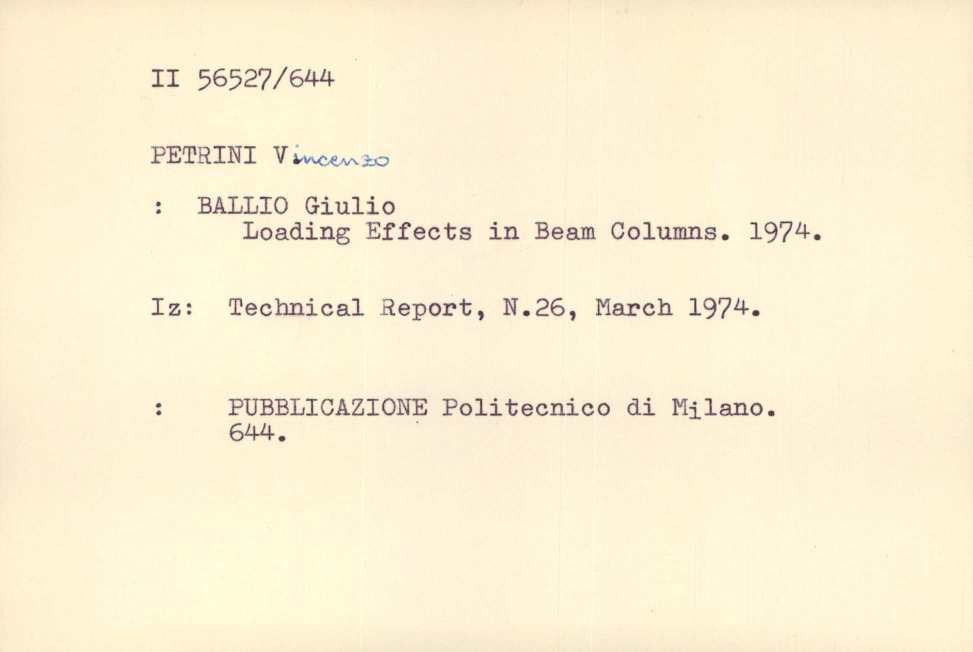 II 56527/644
PETRINI Vincenzo
: BALLIO Giulio
Loading Effects in Beam Columns. 1974.
Iz: Technical Report, N.26, March 1974.
: PUBBLICAZIONE Politecnico di Milano.
644.